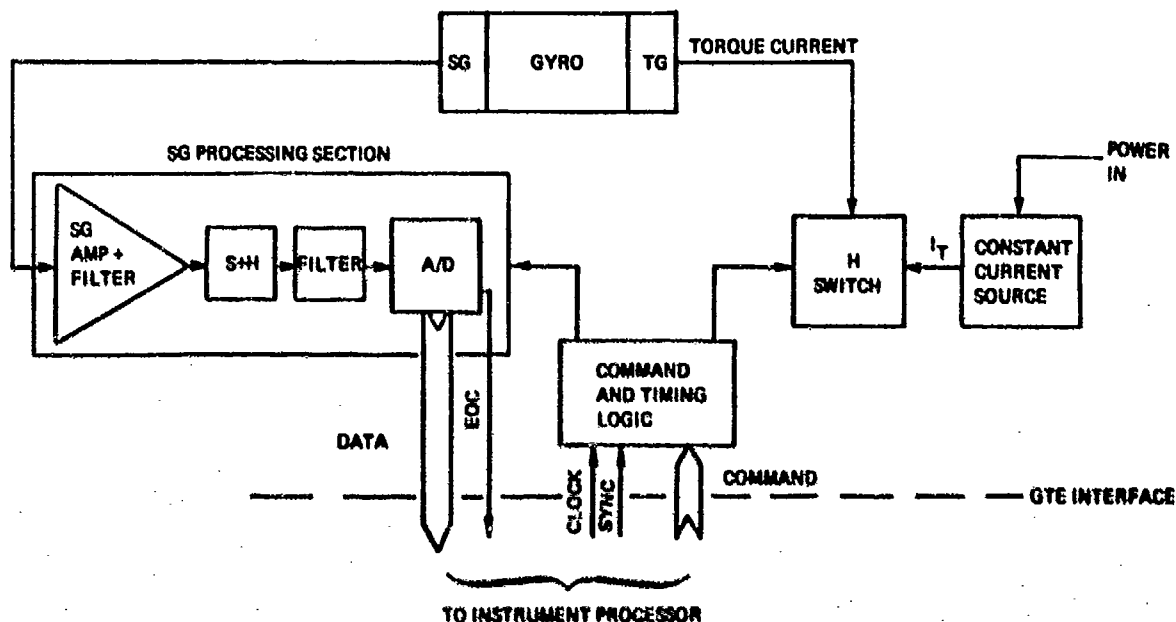 SG
GYRO
TG
TORQUE CURRENT
SG PROCESSING SECTION
POWER
IN
SG
AMP +
FILTER
S+H
FILTER
A/D
H
SWITCH
I_T
CONSTANT
CURRENT
SOURCE
COMMAND
AND TIMING
LOGIC
DATA
EOC
CLOCK
SYNC
COMMAND
GTE INTERFACE
TO INSTRUMENT PROCESSOR